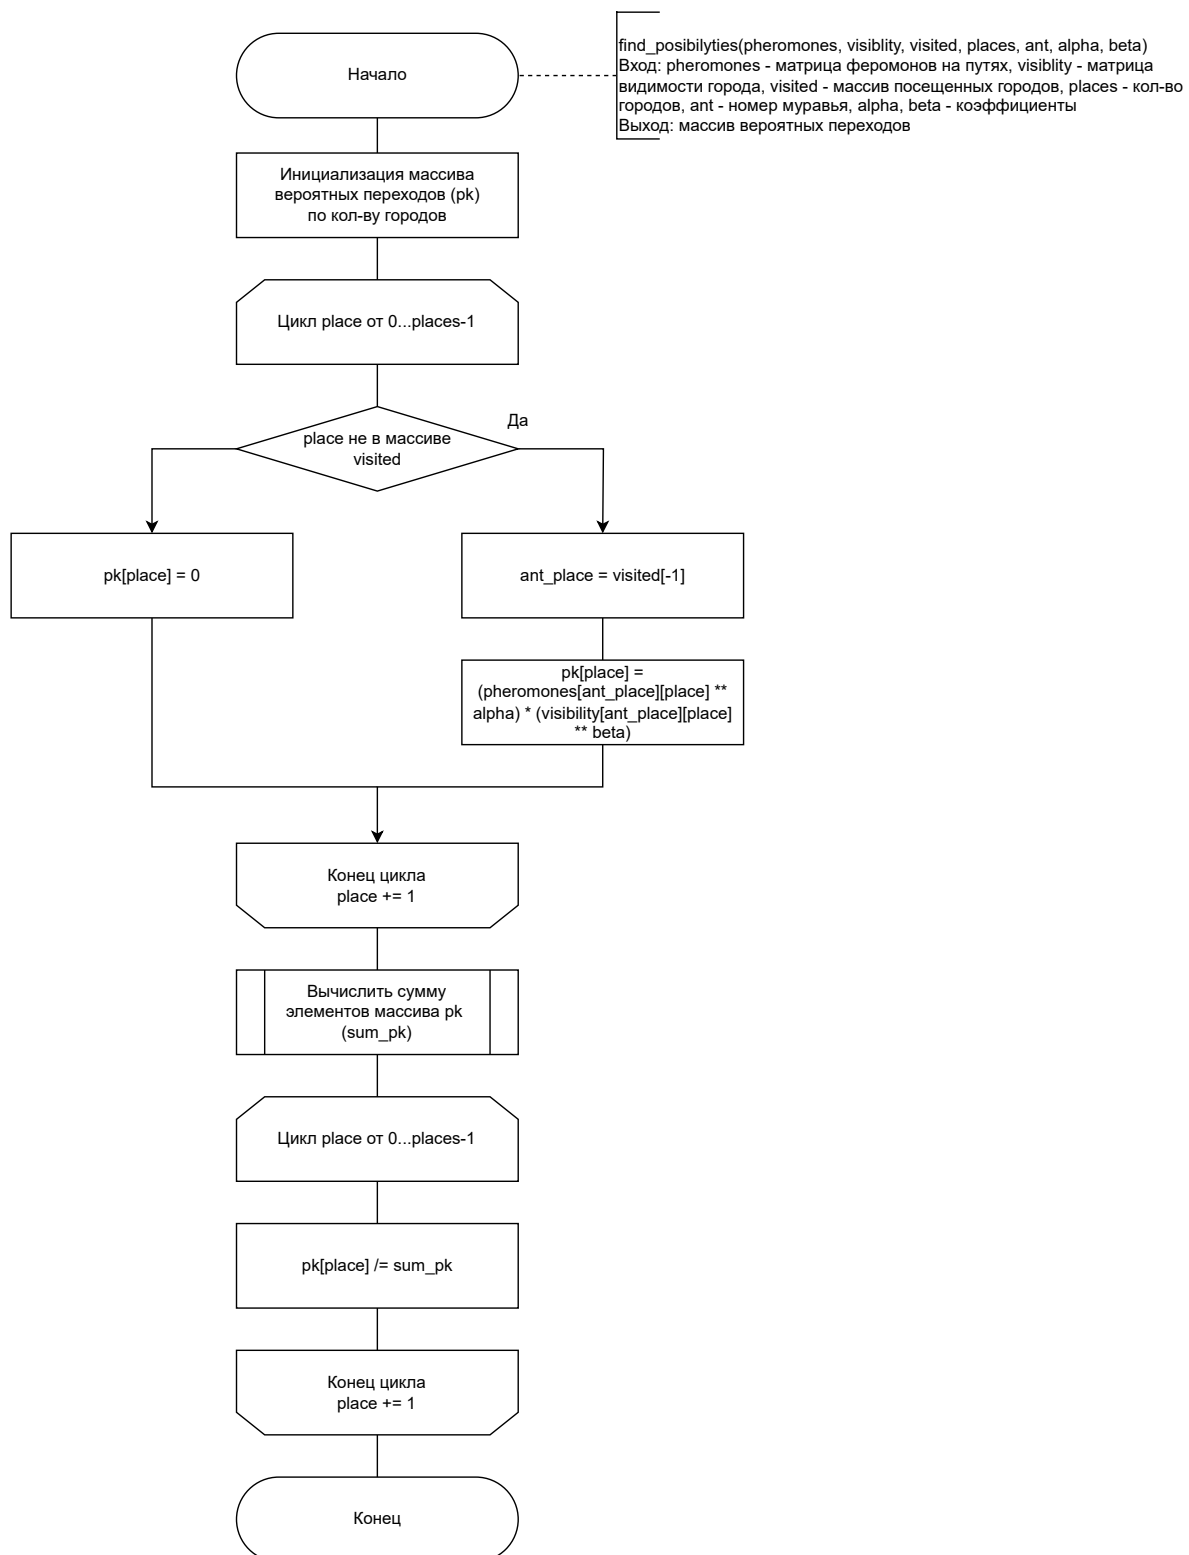 Начало
find_posibilyties(pheromones, visiblity, visited, places, ant, alpha, beta)
Вход: pheromones - матрица феромонов на путях, visiblity - матрица
видимости города, visited - массив посещенных городов, places - кол-во
городов, ant - номер муравья, alpha, beta - коэффициенты
Выход: массив вероятных переходов
Инициализация массива
вероятных переходов (pk)
по кол-ву городов
Цикл place от 0...places-1
Да
place не в массиве
visited
pk[place] = 0
ant_place = visited[-1]
pk[place] =
(pheromones[ant_place][place] **
alpha) * (visibility[ant_place][place]
** beta)
Конец цикла
place += 1
Вычислить сумму
элементов массива pk
(sum_pk)
Цикл place от 0...places-1
pk[place] /= sum_pk
Конец цикла
place += 1
Конец